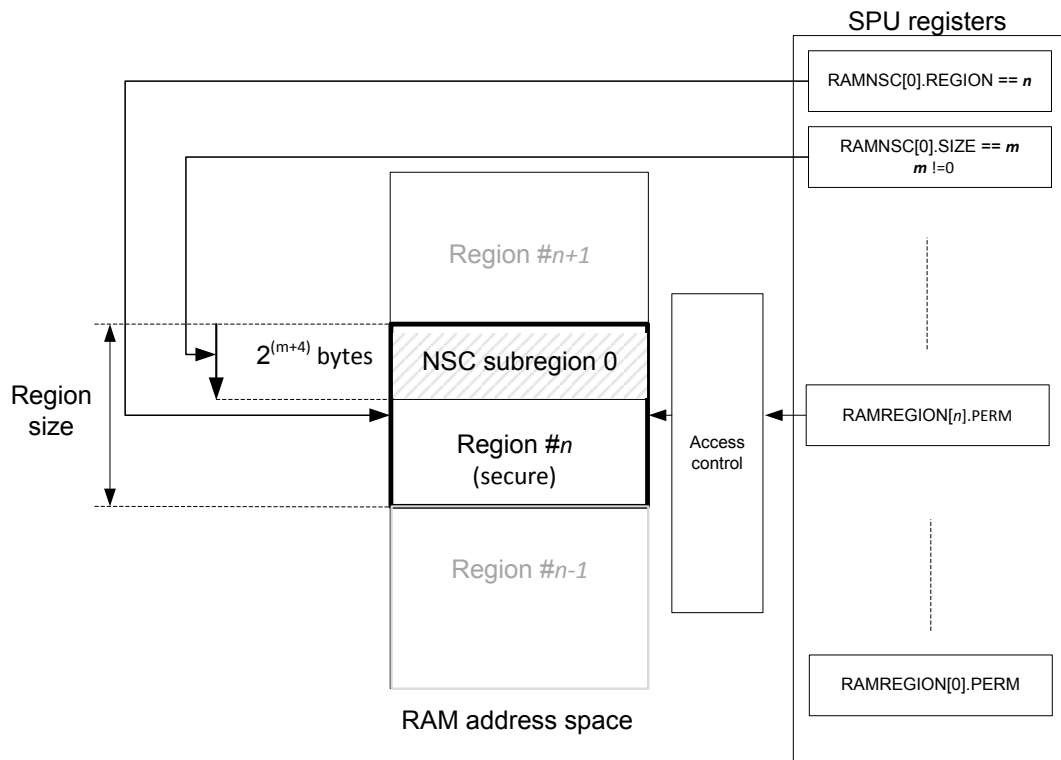 SPU registers
RAMNSC[0].REGION == n
RAMNSC[0].SIZE == m
m !=0
Region #n+1
2^(m+4) bytes
NSC subregion 0
Region
size
Region #n
(secure)
Access
control
RAMREGION[n].PERM
Region #n-1
RAMREGION[0].PERM
RAM address space